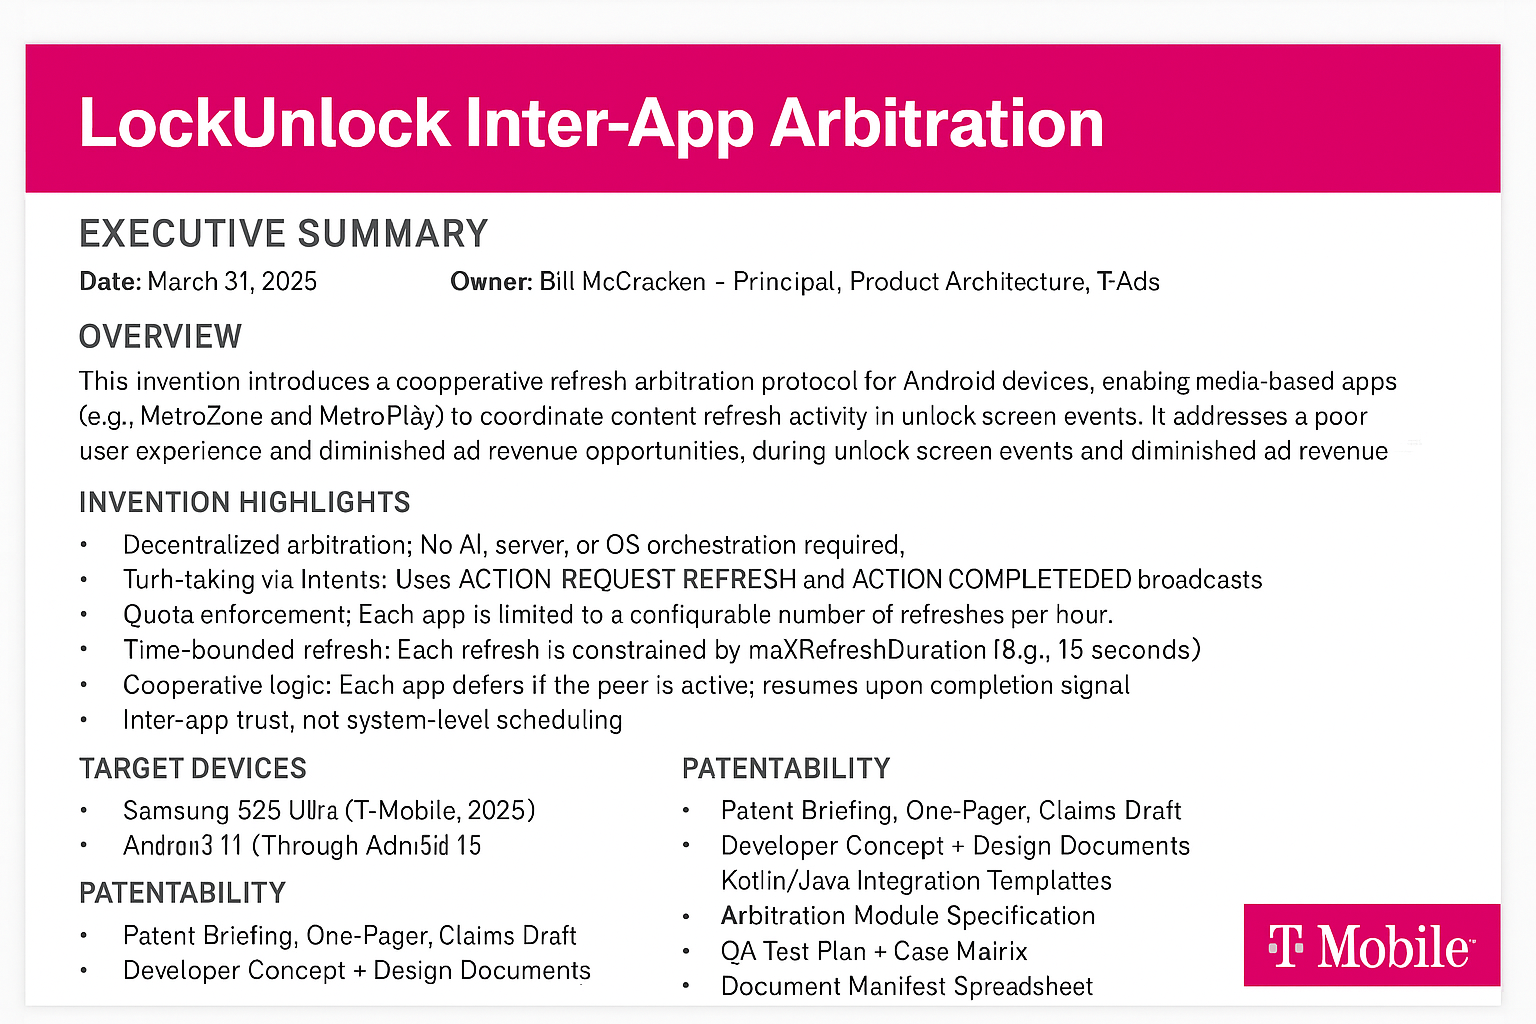 LockUnlock Inter-App Arbitration
EXECUTIVE SUMMARY
Date: March 31, 2025 Owner: Bill McCracken - Principal, Product Architecture, T-Ads
OVERVIEW
This invention introduces a coopperative refresh arbitration protocol for Android devices, enabing media-based apps
(e.g., MetroZone and MetroPlày) to coordinate content refresh activity in unlock screen events. It addresses a poor
user experience and diminished ad revenue opportunities, during unlock screen events and diminished ad revenue
INVENTION HIGHLIGHTS
• Decentralized arbitration; No AI, server, or OS orchestration required,
• Turh-taking via Intents: Uses ACTION REQUEST REFRESH and ACTION COMPLETEDED broadcasts
• Quota enforcement; Each app is limited to a confiqurable number of refreshes per hour.
• Time-bounded refresh: Each refresh is constrained by maXRefreshDuration [8.g., 15 seconds)
• Cooperative logic: Each app defers if the peer is active; resumes upon completion signal
• Inter-app trust, not system-level scheduling
TARGET DEVICES
• Samsung 525 Ullra (T-Mobile, 2025)
• Andron3 11 (Through Adnı5id 15
PATENTABILITY
• Patent Briefing, One-Pager, Claims Draft
• Developer Concept + Design Documents
PATENTABILITY
• Patent Briefing, One-Pager, Claims Draft
• Developer Concept + Design Documents
Kotlin/Java Integration Templattes
• Arbitration Module Specification
• QA Test Plan + Case Mairix
• Document Manifest Spreadsheet
T Mobile